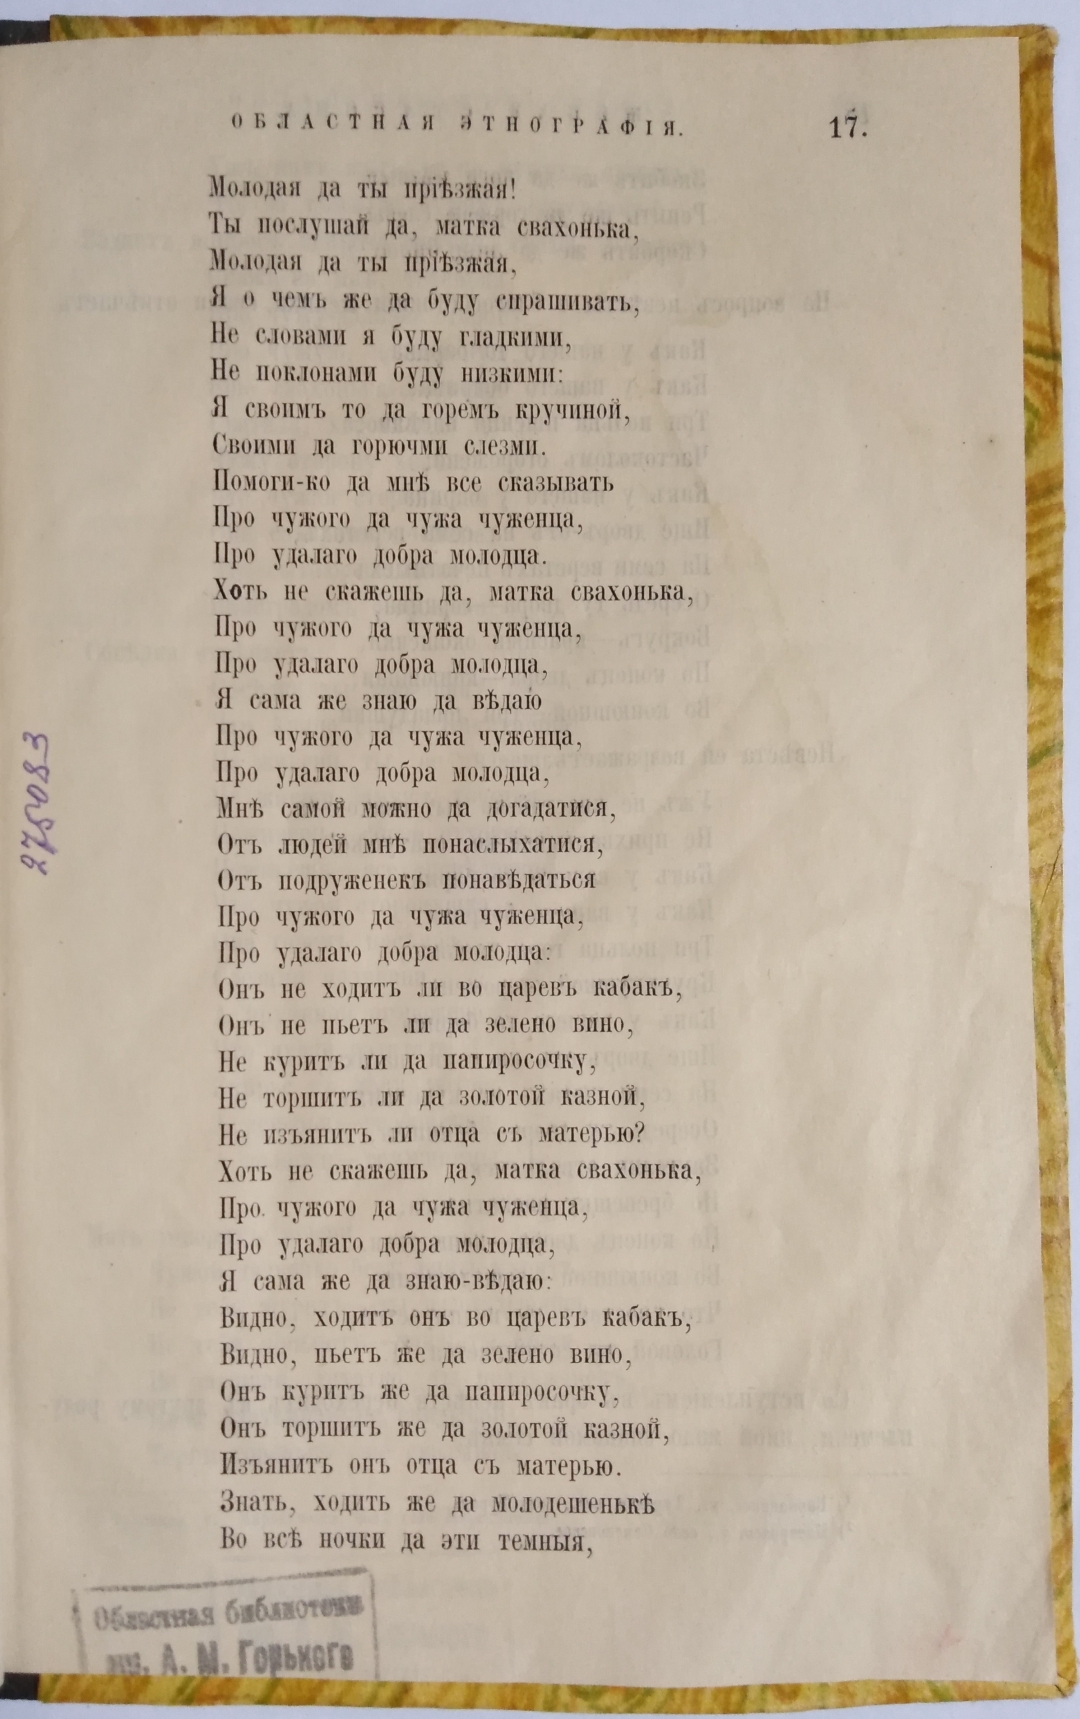 ОБЛАСТНАЯ ЭТНОГРАФІЯ. 17.
Молодая да ты пріѣзжая!
Ты послушай да, матка свахонька,
Молодая да ты пріѣзжая,
Я о чемъ же да буду спрашивать,
Не словами я буду гладкими,
Не поклонами буду низкими:
Я своимъ то да горемъ кручиной,
Своими да горючми слезми.
Помоги-ко да мнѣ все сказывать
Про чужого да чужа чуженца,
Про удалаго добра молодца.
Хоть не скажешь да, матка свахонька,
Про чужого да чужа чуженца,
Про удалаго добра молодца,
Я сама же знаю да вѣдаю
Про чужого да чужа чуженца,
Про удалаго добра молодца,
Мнѣ самой можно да догадатися,
Отъ людей мнѣ понаслыхатися,
Отъ подруженекъ понавѣдаться
Про чужого да чужа чуженца,
Про удалаго добра молодца:
Онъ не ходитъ ли во царевъ кабакъ,
Онъ не пьетъ ли да зелено вино,
Не куритъ ли да папиросочку,
Не торшитъ ли да золотой казной,
Не изъянитъ ли отца съ матерью?
Хоть не скажешь да, матка свахонька,
Про чужого да чужа чуженца,
Про удалаго добра молодца,
Я сама же да знаю-вѣдаю:
Видно, ходитъ онъ во царевъ кабакъ,
Видно, пьетъ же да зелено вино,
Онъ куритъ же да папиросочку,
Онъ торшитъ же да золотой казной,
Изъянитъ онъ отца съ матерью.
Знать, ходить же да молодешенькѣ
Во всѣ ночки да эти темныя,
275083
Областная библиотека
им. А. М. Горького